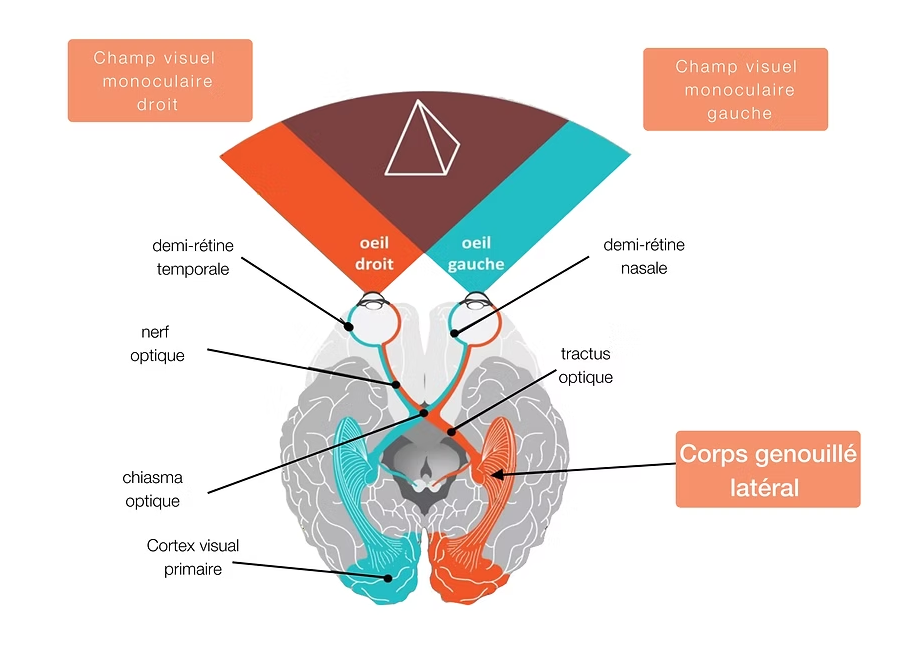 Champ visuel
monoculaire
droit
Champ visuel
monoculaire
gauche
oeil
droit
oeil
gauche
demi-rétine
temporale
demi-rétine
nasale
nerf
optique
tractus
optique
Corps genouillé
latéral
chiasma
optique
Cortex visual
primaire